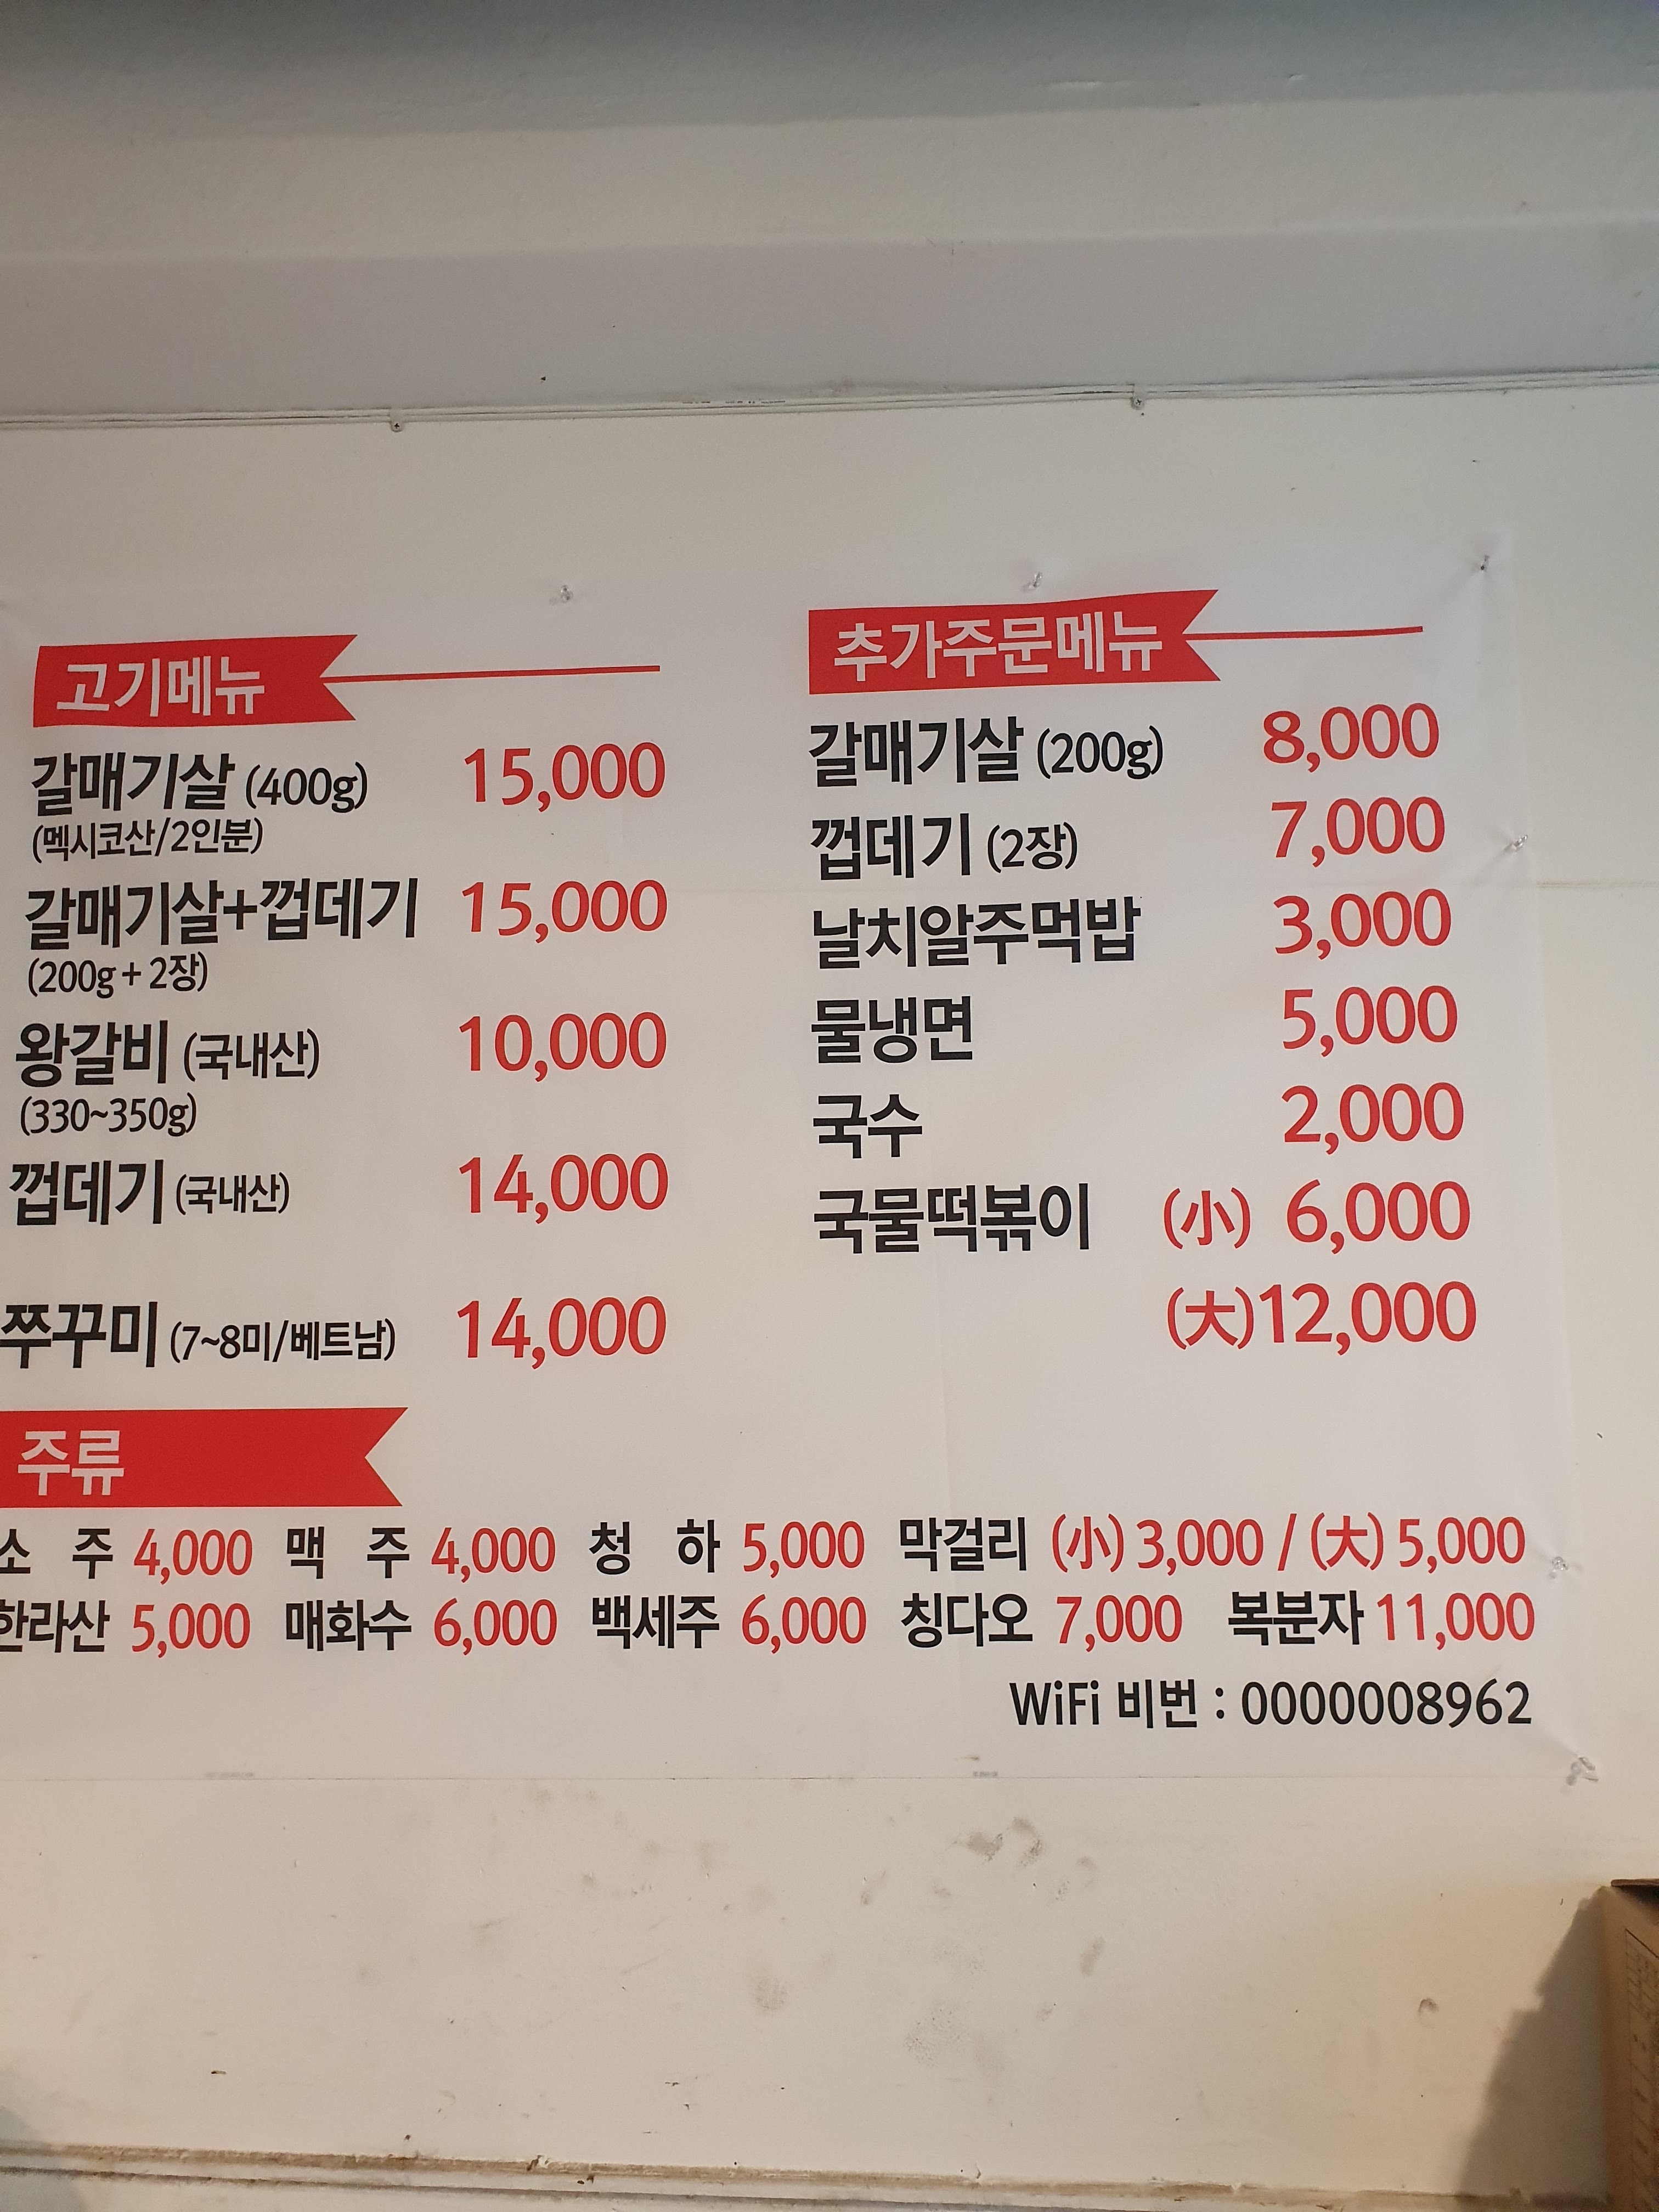 고기메뉴
갈매기살 (400g) 15,000
(멕시코산/2인분)
갈매기살+껍데기 15,000
(200g + 2장)
왕갈비 (국내산) 10,000
(330~350g)
껍데기 (국내산) 14,000
쭈꾸미 (7~8미/베트남) 14,000
추가주문메뉴
갈매기살 (200g) 8,000
껍데기 (2장) 7,000
날치알주먹밥 3,000
물냉면 5,000
국수 2,000
국물떡볶이 (小) 6,000
(大)12,000
주류
소 주 4,000 맥 주 4,000 청 하 5,000 막걸리 (小) 3,000 / (大) 5,000
한라산 5,000 매화수 6,000 백세주 6,000 칭다오 7,000 복분자 11,000
WiFi 비번 : 0000008962